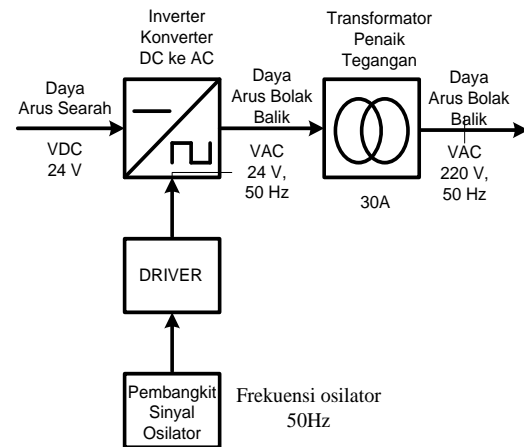 Inverter
Konverter
DC ke AC
Transformator
Penaik
Tegangan
Daya
Arus Searah
VDC
24 V
Daya
Arus Bolak
Balik
VAC
24 V,
50 Hz
30A
Daya
Arus Bolak
Balik
VAC
220 V,
50 Hz
DRIVER
Pembangkit
Sinyal
Osilator
Frekuensi osilator
50Hz